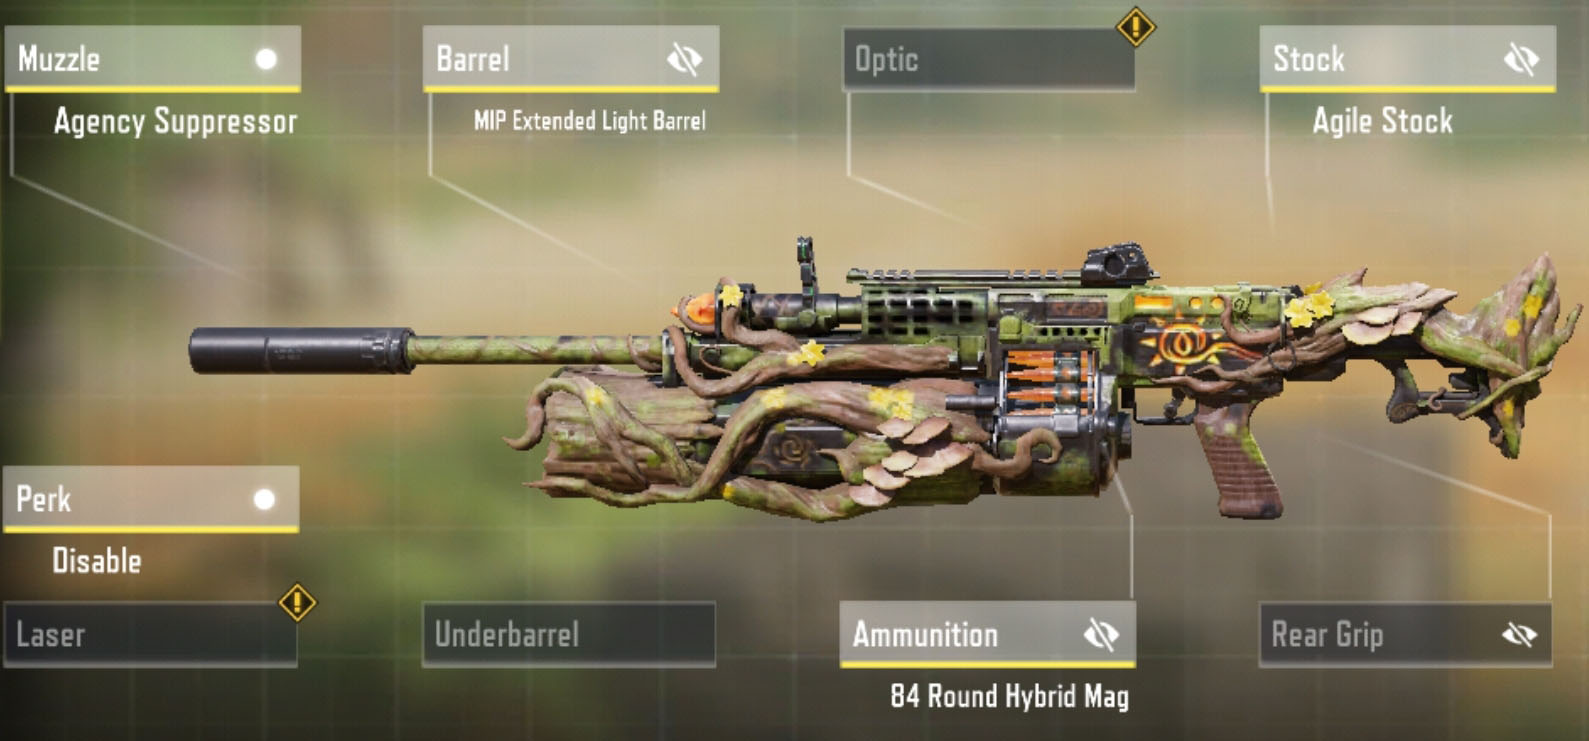 Muzzle
Agency Suppressor
Barrel
MIP Extended Light Barrel
Optic
Stock
Agile Stock
Perk
Disable
Laser
Underbarrel
Ammunition
84 Round Hybrid Mag
Rear Grip